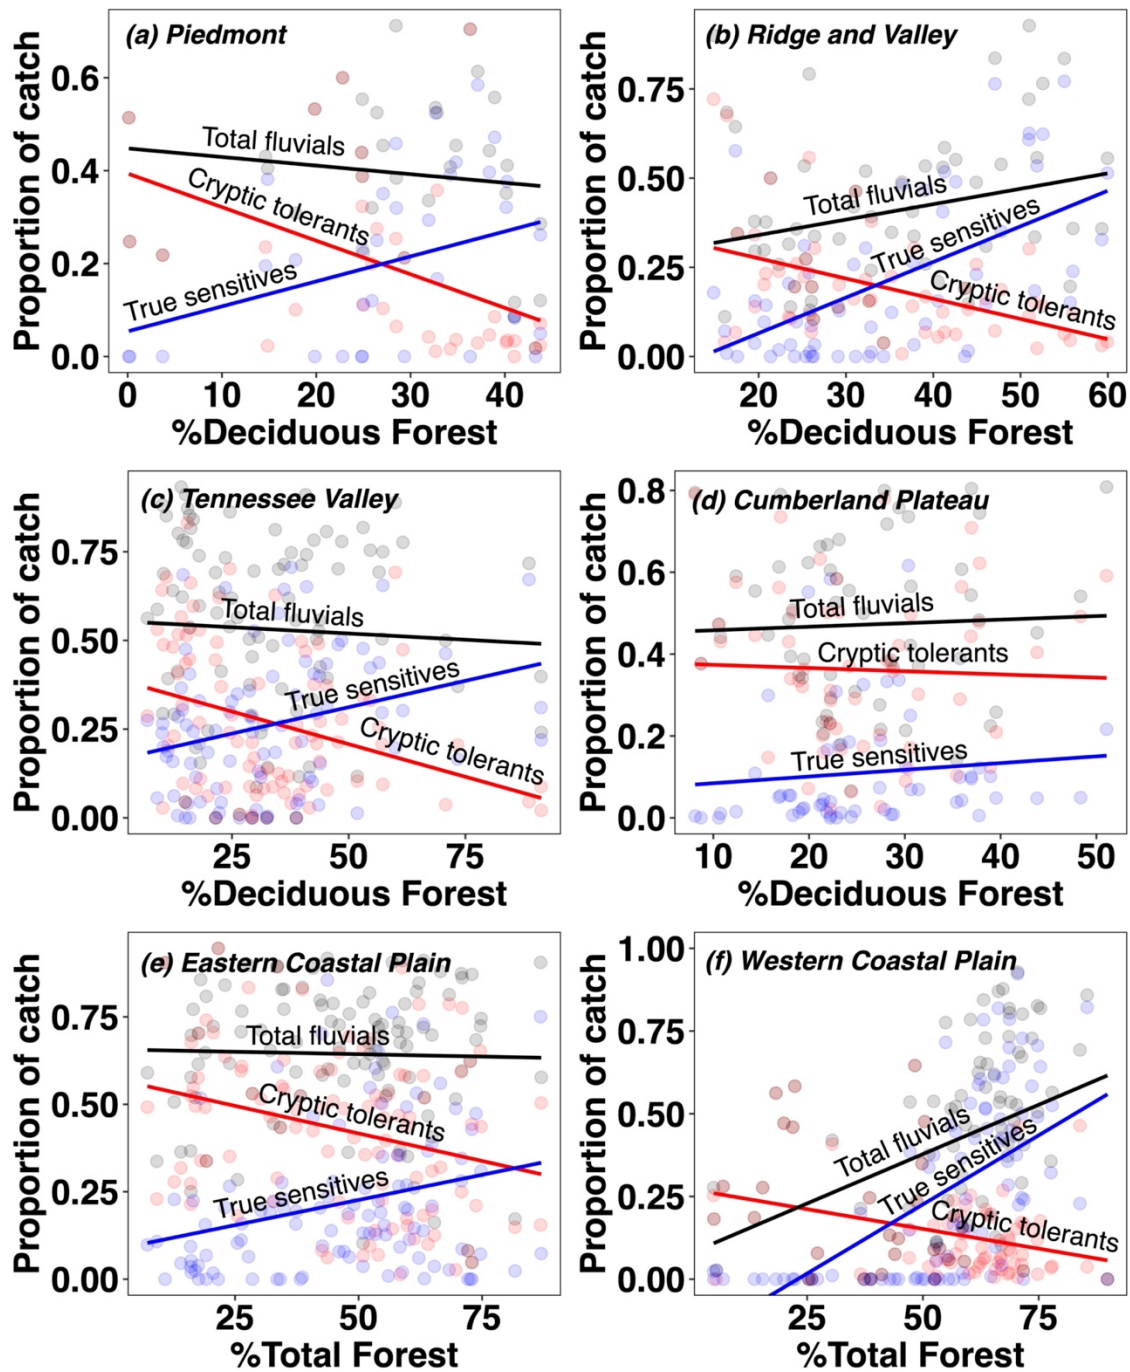 (a) Piedmont
Proportion of catch
0.6
0.4
0.2
0.0
Total fluvials
Cryptic tolerants
True sensitives
0 10 20 30 40
%Deciduous Forest
(b) Ridge and Valley
Proportion of catch
0.75
0.50
0.25
0.00
Total fluvials
True sensitives
Cryptic tolerants
20 30 40 50 60
%Deciduous Forest
(c) Tennessee Valley
Proportion of catch
0.75
0.50
0.25
0.00
Total fluvials
True sensitives
Cryptic tolerants
25 50 75
%Deciduous Forest
(d) Cumberland Plateau
Proportion of catch
0.8
0.6
0.4
0.2
0.0
Total fluvials
Cryptic tolerants
True sensitives
10 20 30 40 50
%Deciduous Forest
(e) Eastern Coastal Plain
Proportion of catch
0.75
0.50
0.25
0.00
Total fluvials
Cryptic tolerants
True sensitives
25 50 75
%Total Forest
(f) Western Coastal Plain
Proportion of catch
1.00
0.75
0.50
0.25
0.00
Total fluvials
True sensitives
Cryptic tolerants
25 50 75
%Total Forest